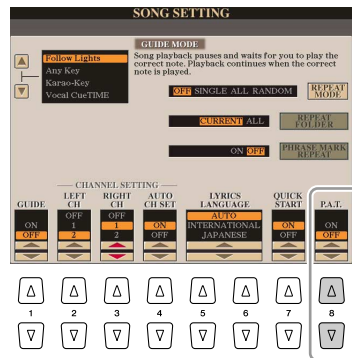 SONG SETTING
GUIDE MODE
Follow Lights
Any Key
Karao-Key
Vocal CueTIME
Song playback pauses and waits for you to play the
correct note. Playback continues when the correct
note is played.
OFF SINGLE ALL RANDOM
REPEAT
MODE
CURRENT ALL
REPEAT
FOLDER
ON OFF
PHRASE MARK
REPEAT
CHANNEL SETTING
GUIDE
LEFT
CH
RIGHT
CH
AUTO
CH SET
LYRICS
LANGUAGE
QUICK
START
P.A.T.
ON
OFF
OFF
1
2
OFF
1
2
ON
OFF
AUTO
INTERNATIONAL
JAPANESE
ON
OFF
ON
OFF
1 2 3 4 5 6 7 8